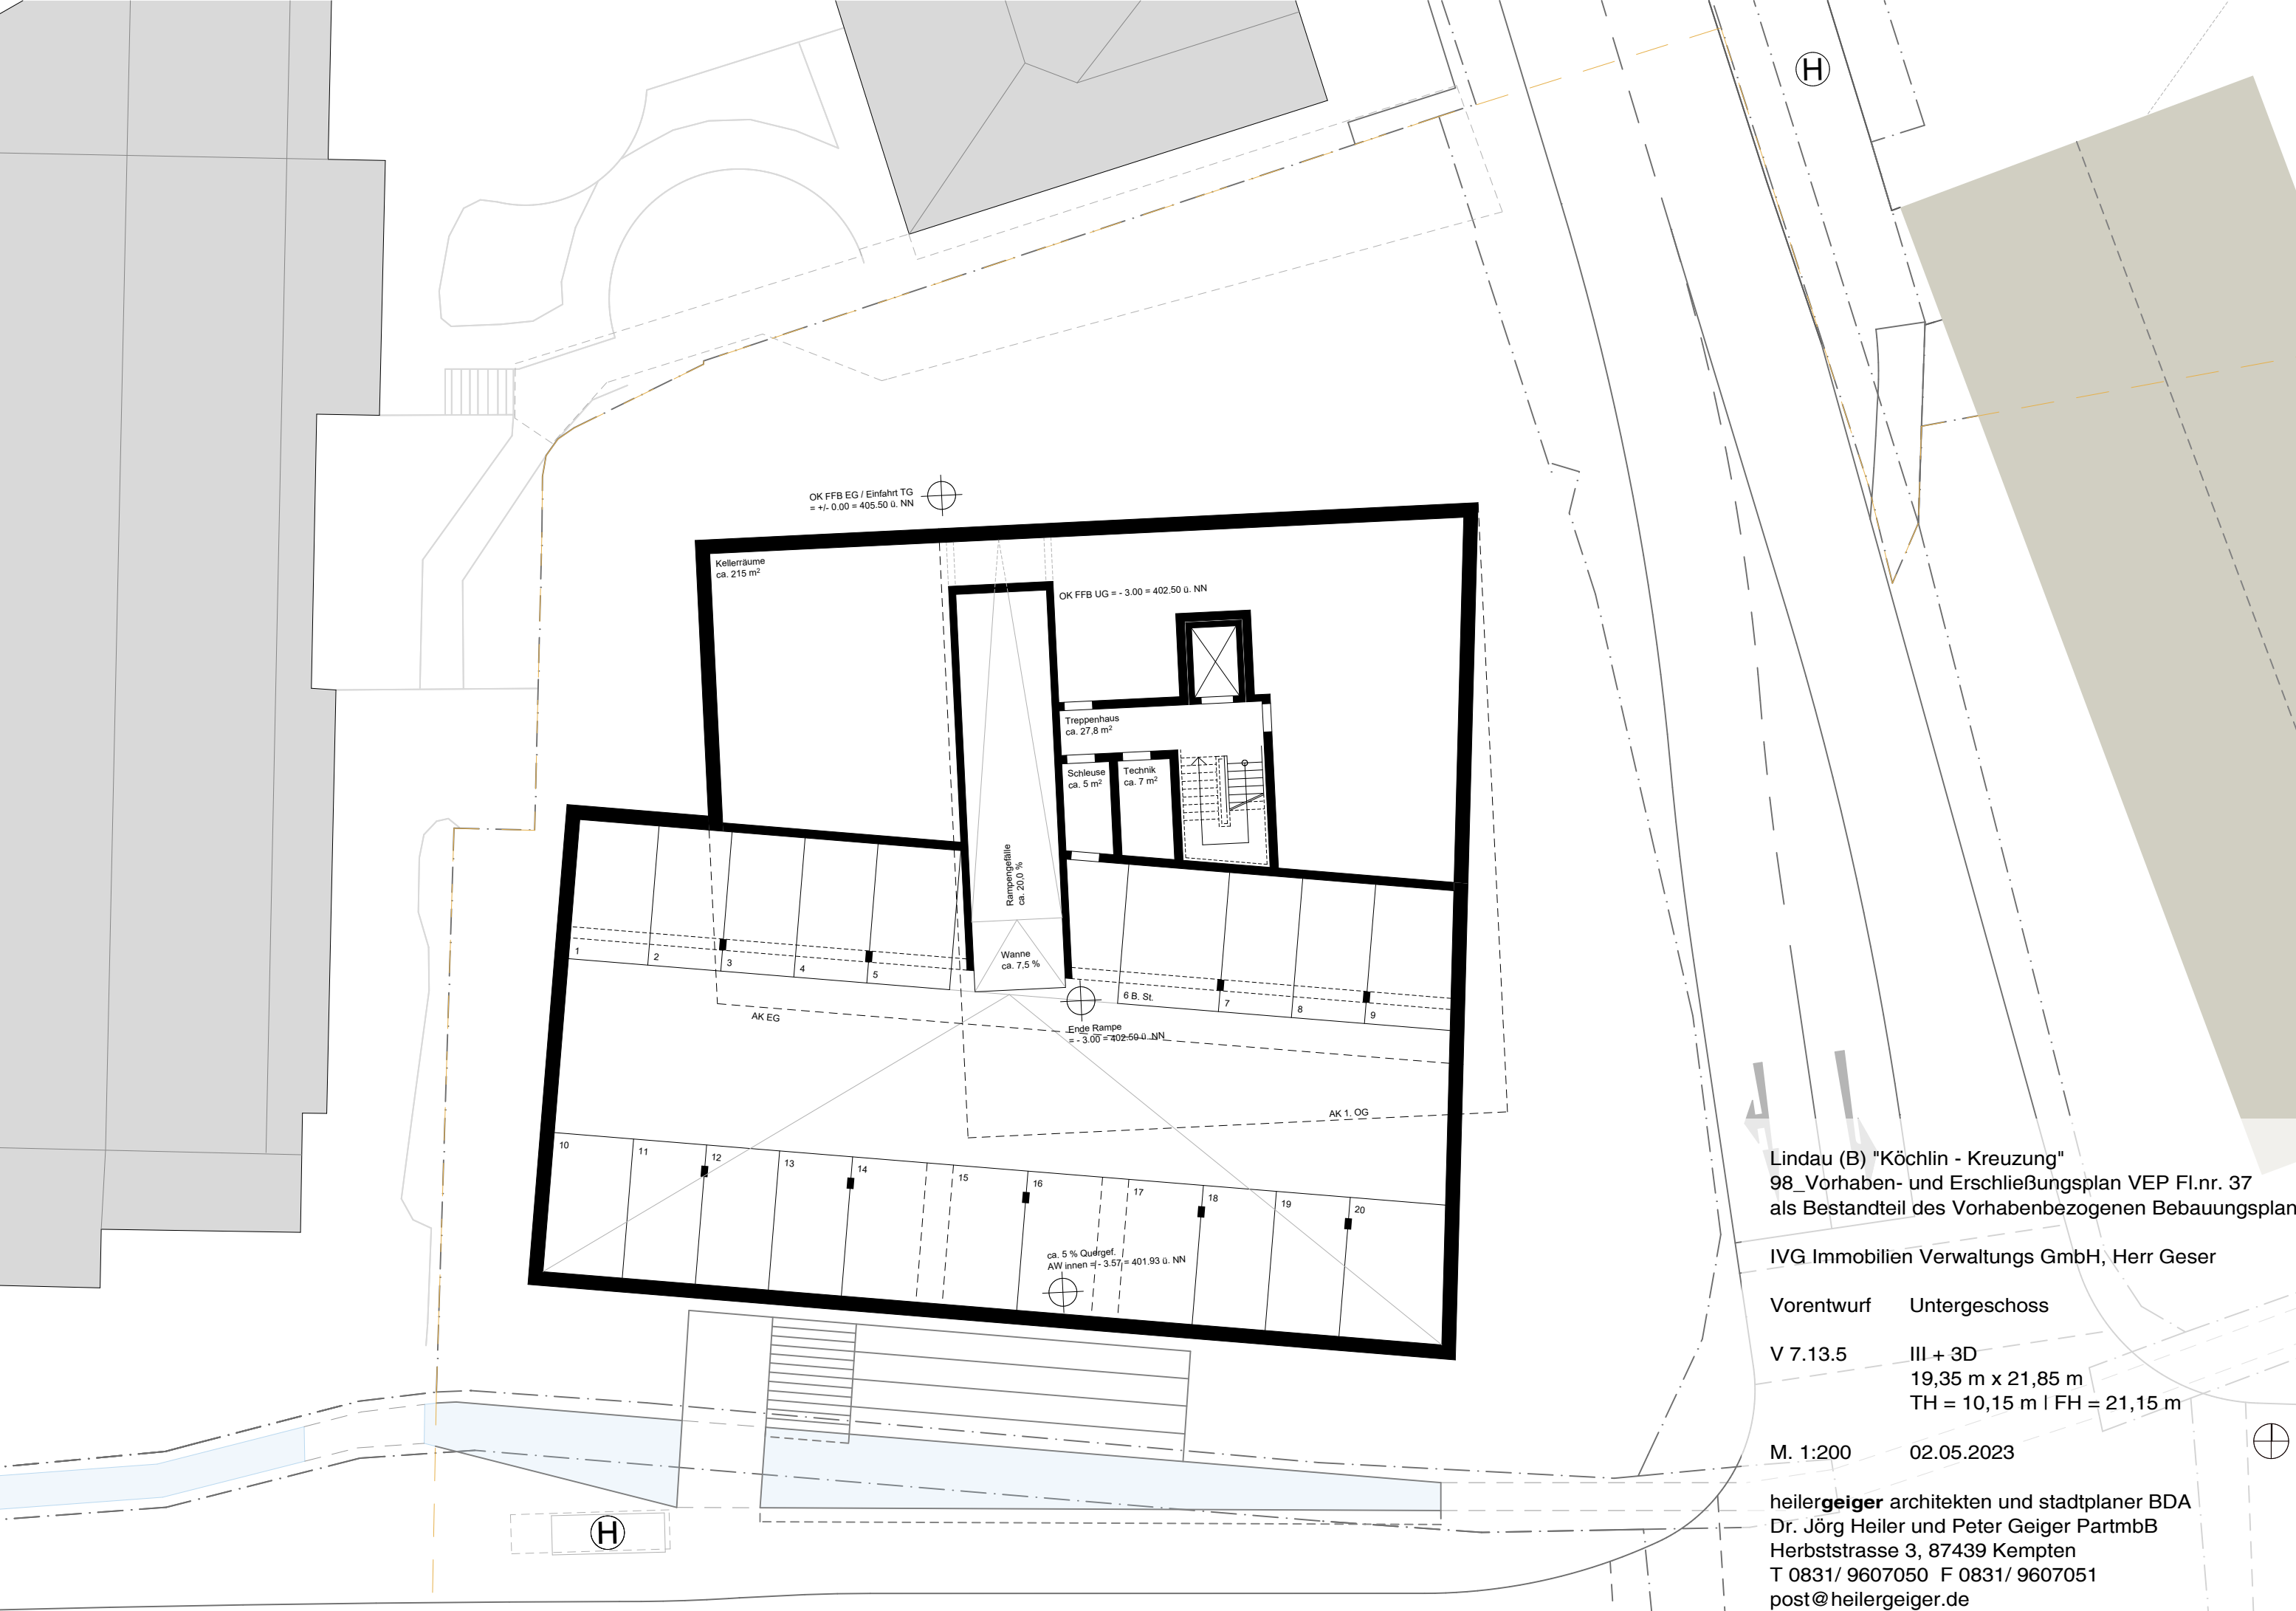 H
OK FFB EG / Einfahrt TG
= +/- 0.00 = 405.50 ü. NN
Kellerräume
ca. 215 m²
OK FFB UG = - 3.00 = 402.50 ü. NN
Treppenhaus
ca. 27,8 m²
Schleuse
ca. 5 m²
Technik
ca. 7 m²
Rampengefälle
ca. 20,0 %
Wanne
ca. 7,5 %
1
2
3
4
5
6 B. St.
7
8
9
AK EG
Ende Rampe
= - 3.00 = 402.50 ü. NN
AK 1. OG
10
11
12
13
14
15
16
17
18
19
20
ca. 5 % Quergef.
AW innen = - 3.57 = 401.93 ü. NN
H
Lindau (B) "Köchlin - Kreuzung"
98_Vorhaben- und Erschließungsplan VEP Fl.nr. 37
als Bestandteil des Vorhabenbezogenen Bebauungsplan
IVG Immobilien Verwaltungs GmbH, Herr Geser
Vorentwurf Untergeschoss
V 7.13.5 III + 3D
19,35 m x 21,85 m
TH = 10,15 m | FH = 21,15 m
M. 1:200 02.05.2023
heilergeiger architekten und stadtplaner BDA
Dr. Jörg Heiler und Peter Geiger PartmbB
Herbststrasse 3, 87439 Kempten
T 0831/ 9607050 F 0831/ 9607051
post@heilergeiger.de